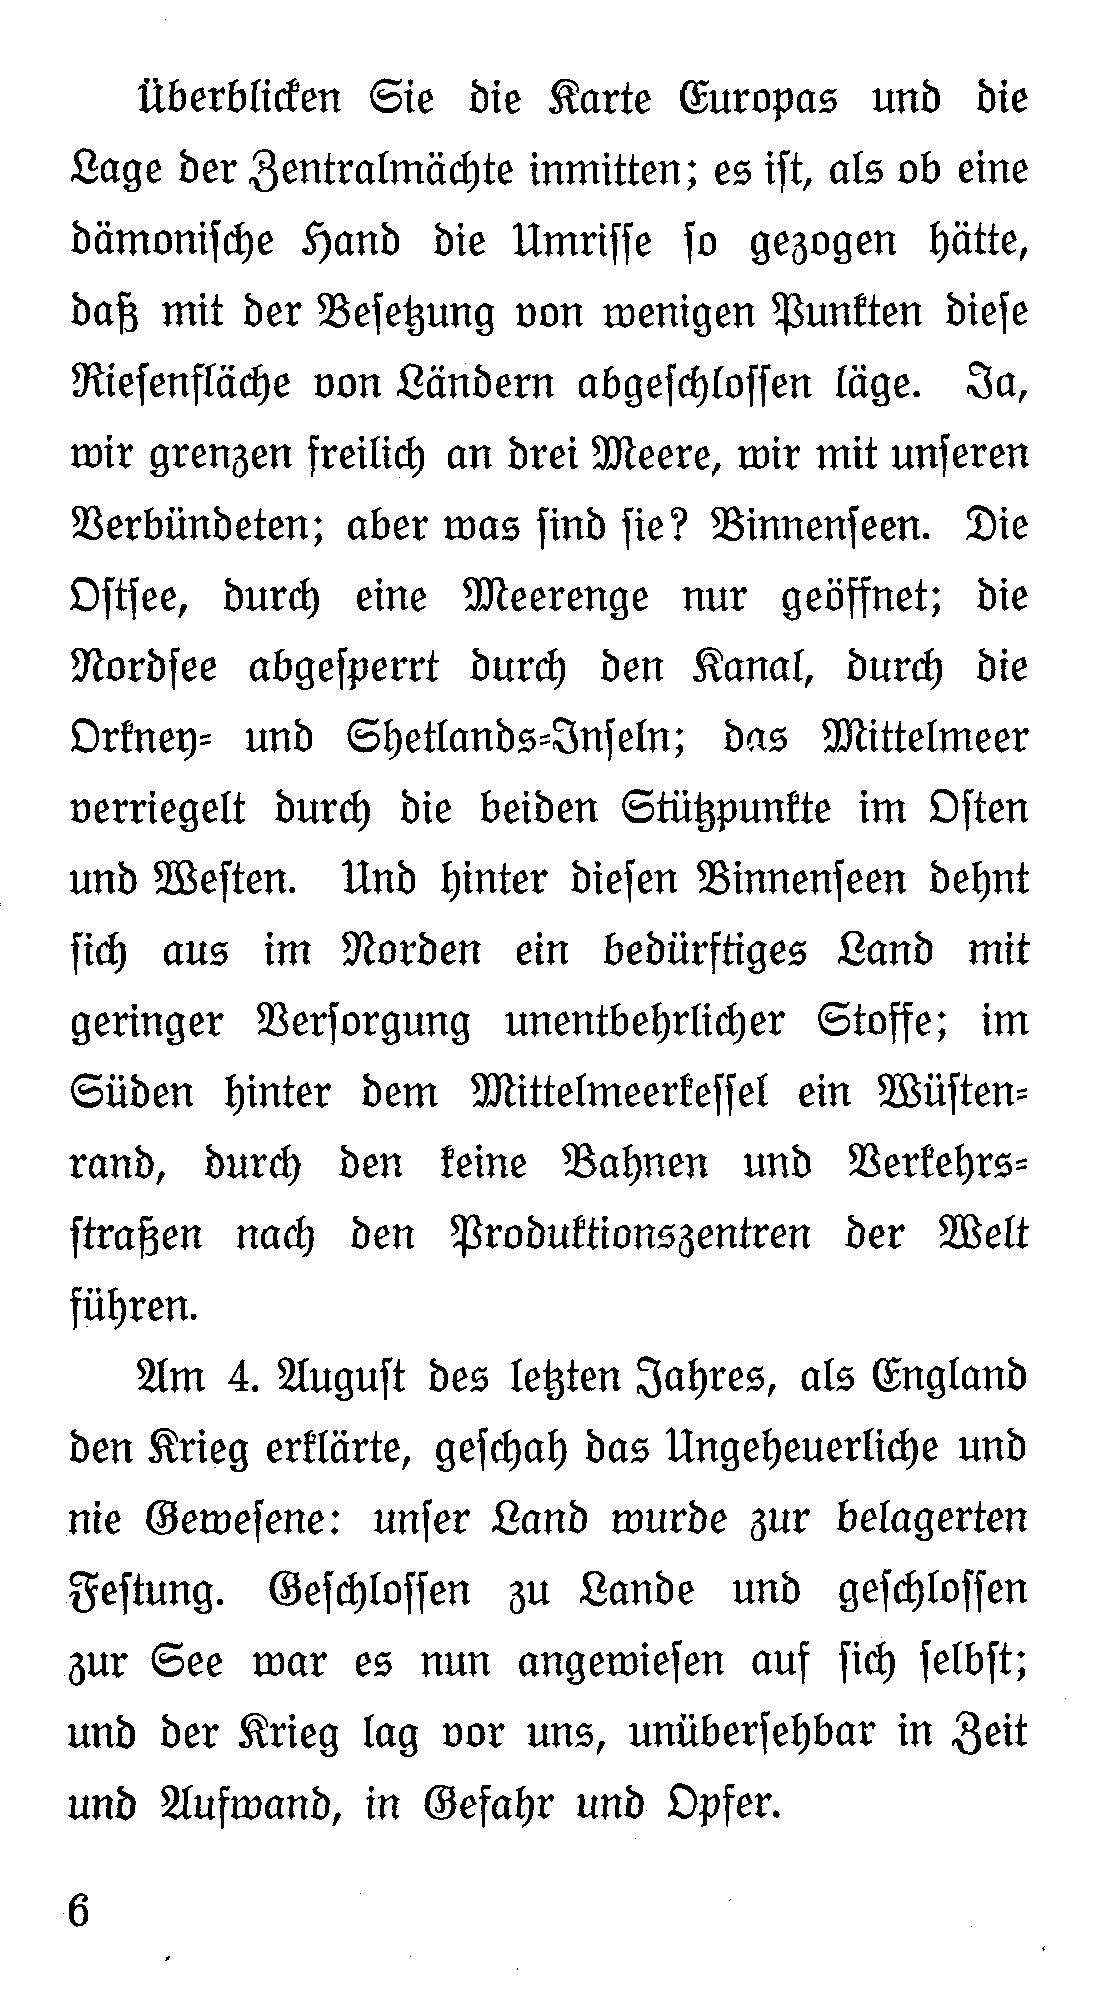 Überblicken Sie die Karte Europas und die
Lage der Zentralmächte inmitten; es iſt, als ob eine
dämoniſche Hand die Umriſſe ſo gezogen hätte,
daß mit der Beſetzung von wenigen Punkten dieſe
Rieſenfläche von Ländern abgeſchloſſen läge. Ja,
wir grenzen freilich an drei Meere, wir mit unſeren
Verbündeten; aber was ſind ſie? Binnenſeen. Die
Oſtſee, durch eine Meerenge nur geöffnet; die
Nordſee abgeſperrt durch den Kanal, durch die
Orkney- und Shetlands-Inſeln; das Mittelmeer
verriegelt durch die beiden Stützpunkte im Oſten
und Weſten. Und hinter dieſen Binnenſeen dehnt
ſich aus im Norden ein bedürftiges Land mit
geringer Verſorgung unentbehrlicher Stoffe; im
Süden hinter dem Mittelmeerkeſſel ein Wüſten-
rand, durch den keine Bahnen und Verkehrs-
ſtraßen nach den Produktionszentren der Welt
führen.
Am 4. Auguſt des letzten Jahres, als England
den Krieg erklärte, geſchah das Ungeheuerliche und
nie Geweſene: unſer Land wurde zur belagerten
Feſtung. Geſchloſſen zu Lande und geſchloſſen
zur See war es nun angewieſen auf ſich ſelbſt;
und der Krieg lag vor uns, unüberſehbar in Zeit
und Aufwand, in Gefahr und Opfer.
6